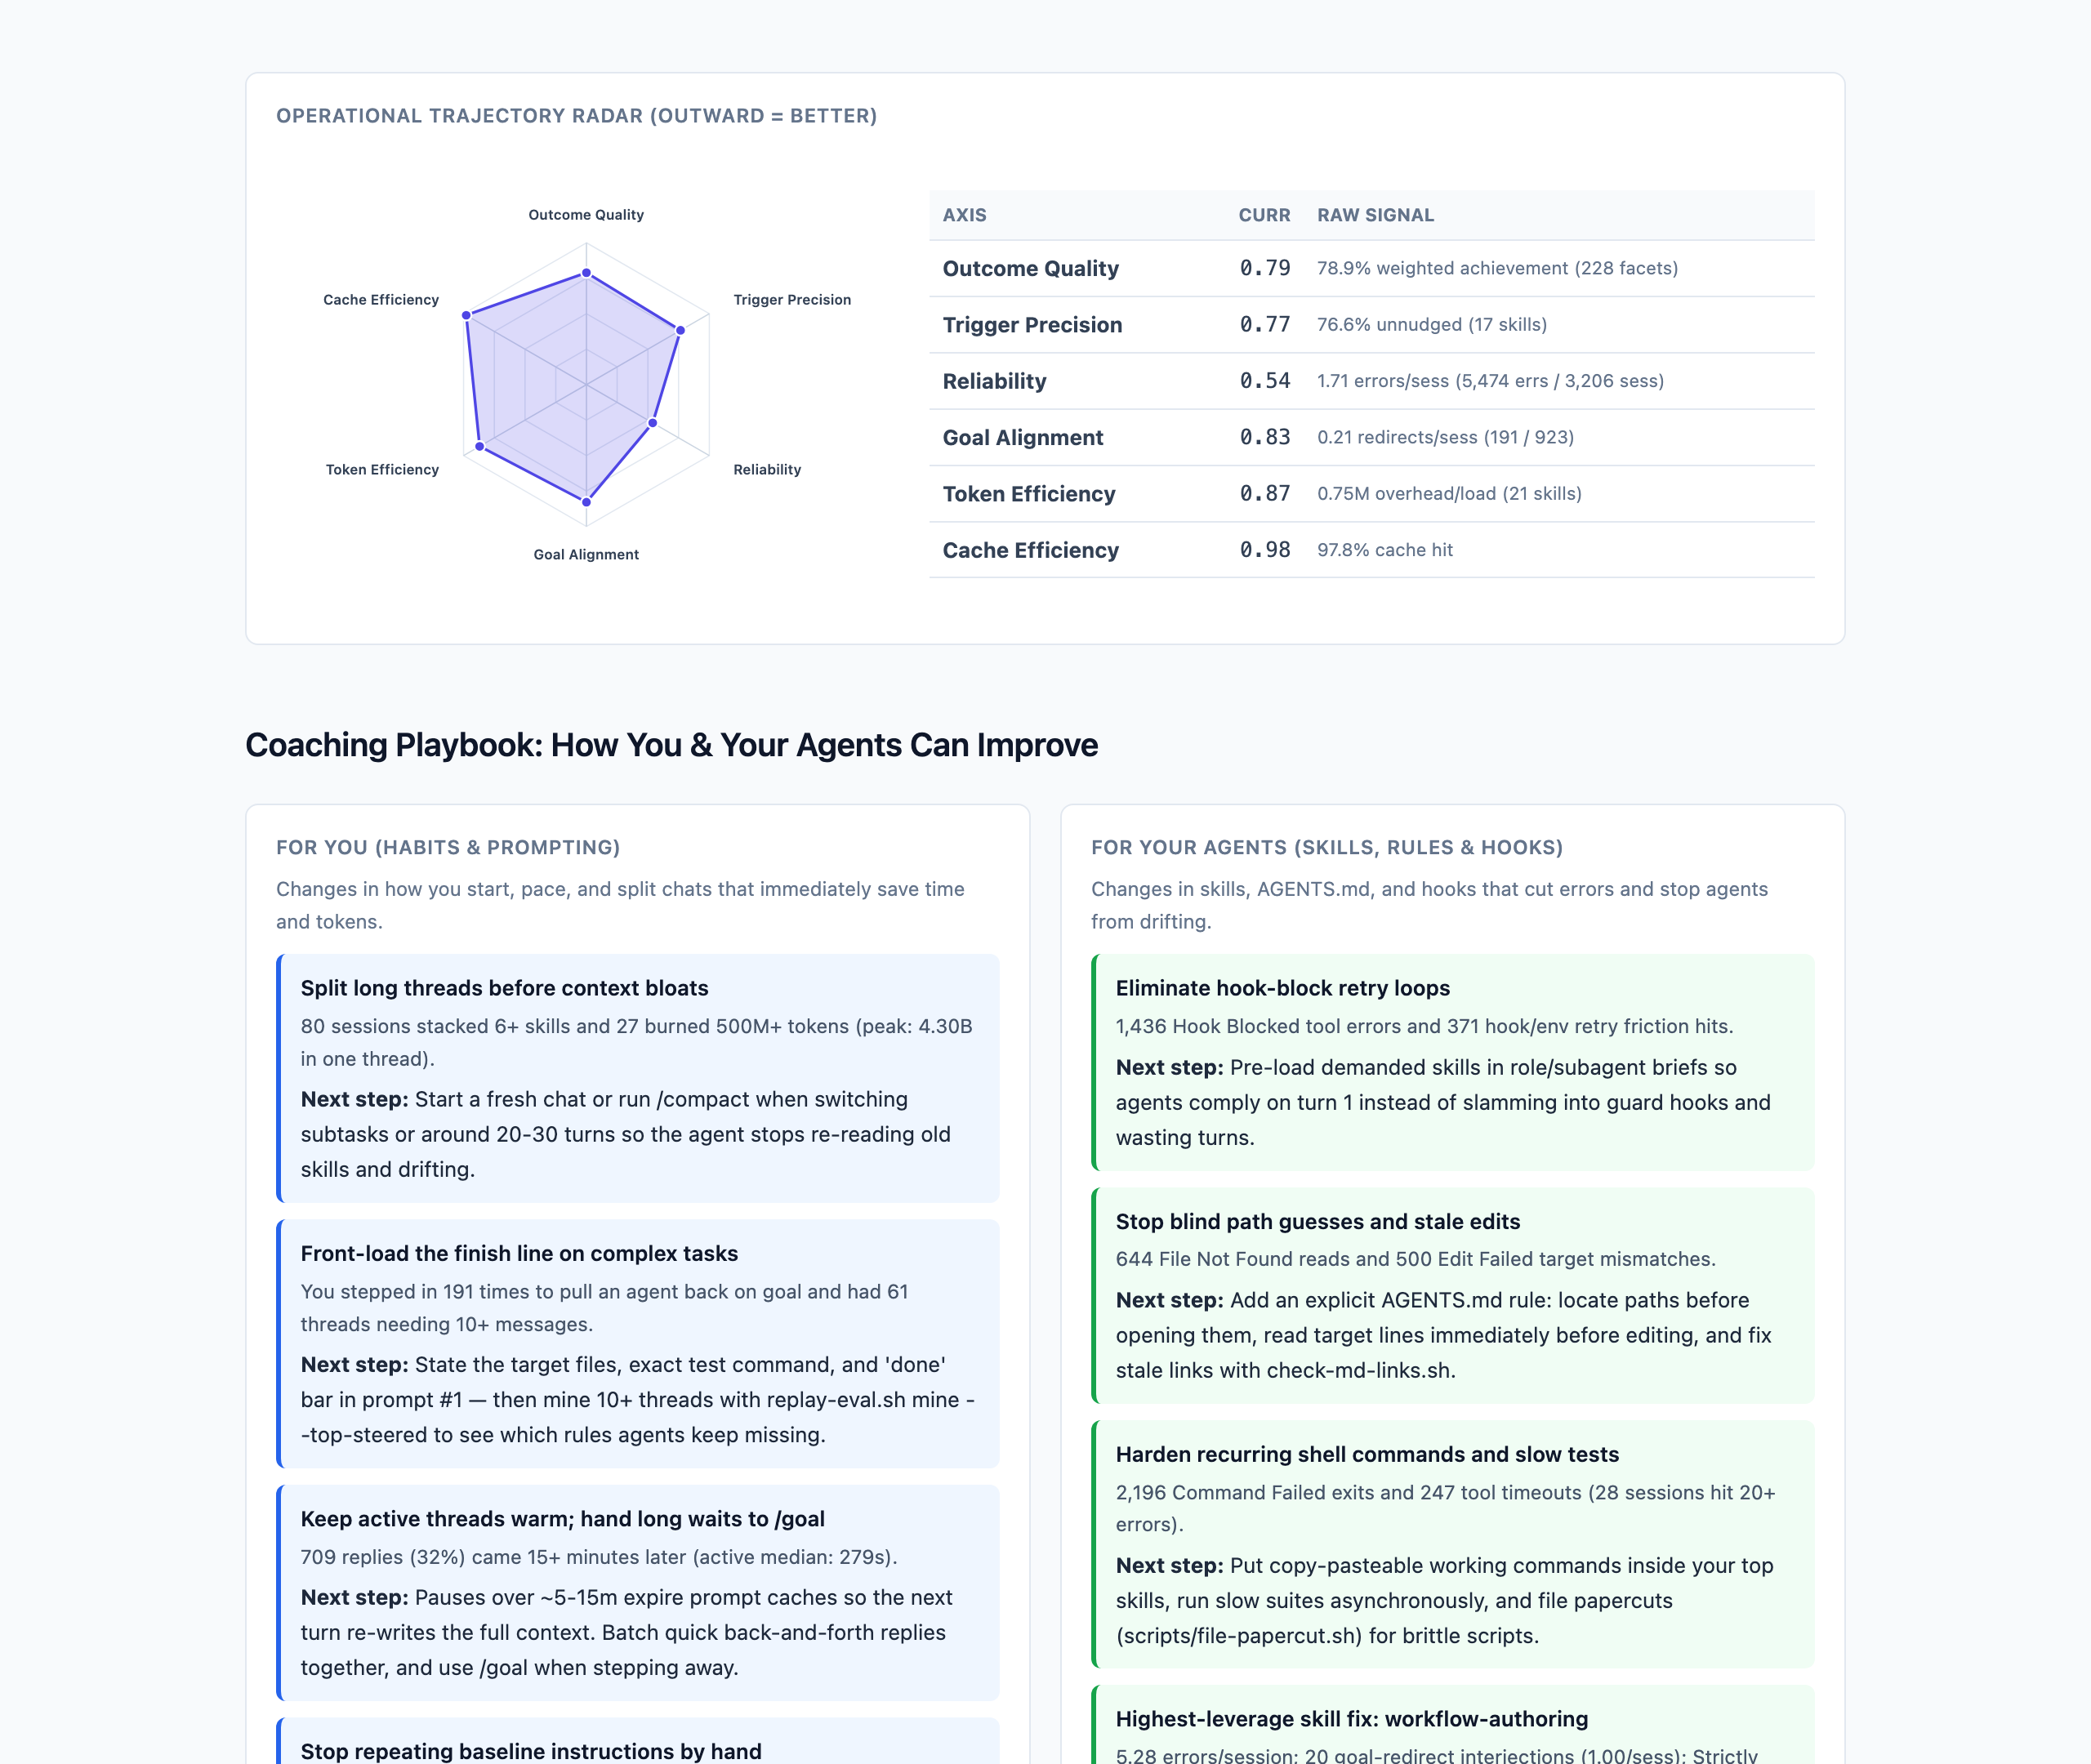 OPERATIONAL TRAJECTORY RADAR (OUTWARD = BETTER)
Outcome Quality
Cache Efficiency
Trigger Precision
Token Efficiency
Reliability
Goal Alignment
AXIS CURR RAW SIGNAL
Outcome Quality 0.79 78.9% weighted achievement (228 facets)
Trigger Precision 0.77 76.6% unnudged (17 skills)
Reliability 0.54 1.71 errors/sess (5,474 errs / 3,206 sess)
Goal Alignment 0.83 0.21 redirects/sess (191 / 923)
Token Efficiency 0.87 0.75M overhead/load (21 skills)
Cache Efficiency 0.98 97.8% cache hit
Coaching Playbook: How You & Your Agents Can Improve
FOR YOU (HABITS & PROMPTING)
Changes in how you start, pace, and split chats that immediately save time
and tokens.
Split long threads before context bloats
80 sessions stacked 6+ skills and 27 burned 500M+ tokens (peak: 4.30B
in one thread).
Next step: Start a fresh chat or run /compact when switching
subtasks or around 20-30 turns so the agent stops re-reading old
skills and drifting.
Front-load the finish line on complex tasks
You stepped in 191 times to pull an agent back on goal and had 61
threads needing 10+ messages.
Next step: State the target files, exact test command, and 'done'
bar in prompt #1 — then mine 10+ threads with replay-eval.sh mine -
-top-steered to see which rules agents keep missing.
Keep active threads warm; hand long waits to /goal
709 replies (32%) came 15+ minutes later (active median: 279s).
Next step: Pauses over ~5-15m expire prompt caches so the next
turn re-writes the full context. Batch quick back-and-forth replies
together, and use /goal when stepping away.
Stop repeating baseline instructions by hand
FOR YOUR AGENTS (SKILLS, RULES & HOOKS)
Changes in skills, AGENTS.md, and hooks that cut errors and stop agents
from drifting.
Eliminate hook-block retry loops
1,436 Hook Blocked tool errors and 371 hook/env retry friction hits.
Next step: Pre-load demanded skills in role/subagent briefs so
agents comply on turn 1 instead of slamming into guard hooks and
wasting turns.
Stop blind path guesses and stale edits
644 File Not Found reads and 500 Edit Failed target mismatches.
Next step: Add an explicit AGENTS.md rule: locate paths before
opening them, read target lines immediately before editing, and fix
stale links with check-md-links.sh.
Harden recurring shell commands and slow tests
2,196 Command Failed exits and 247 tool timeouts (28 sessions hit 20+
errors).
Next step: Put copy-pasteable working commands inside your top
skills, run slow suites asynchronously, and file papercuts
(scripts/file-papercut.sh) for brittle scripts.
Highest-leverage skill fix: workflow-authoring
5.28 errors/session; 20 goal-redirect interjections (1.00/sess); Strictly